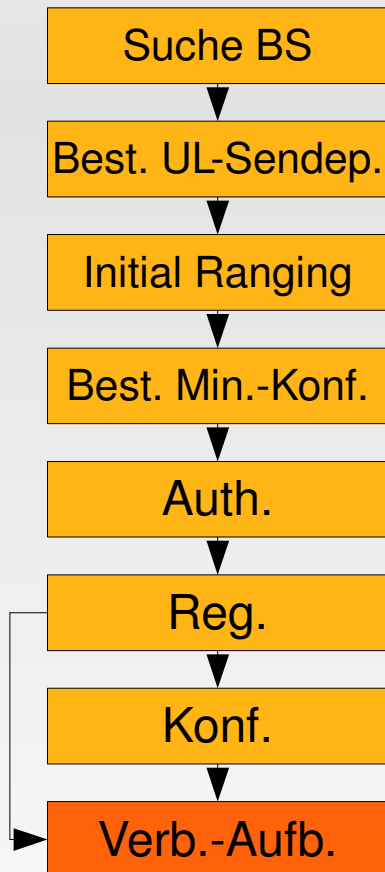 Suche BS
Best. UL-Sendep.
Initial Ranging
Best. Min.-Konf.
Auth.
Reg.
Konf.
Verb.-Aufb.